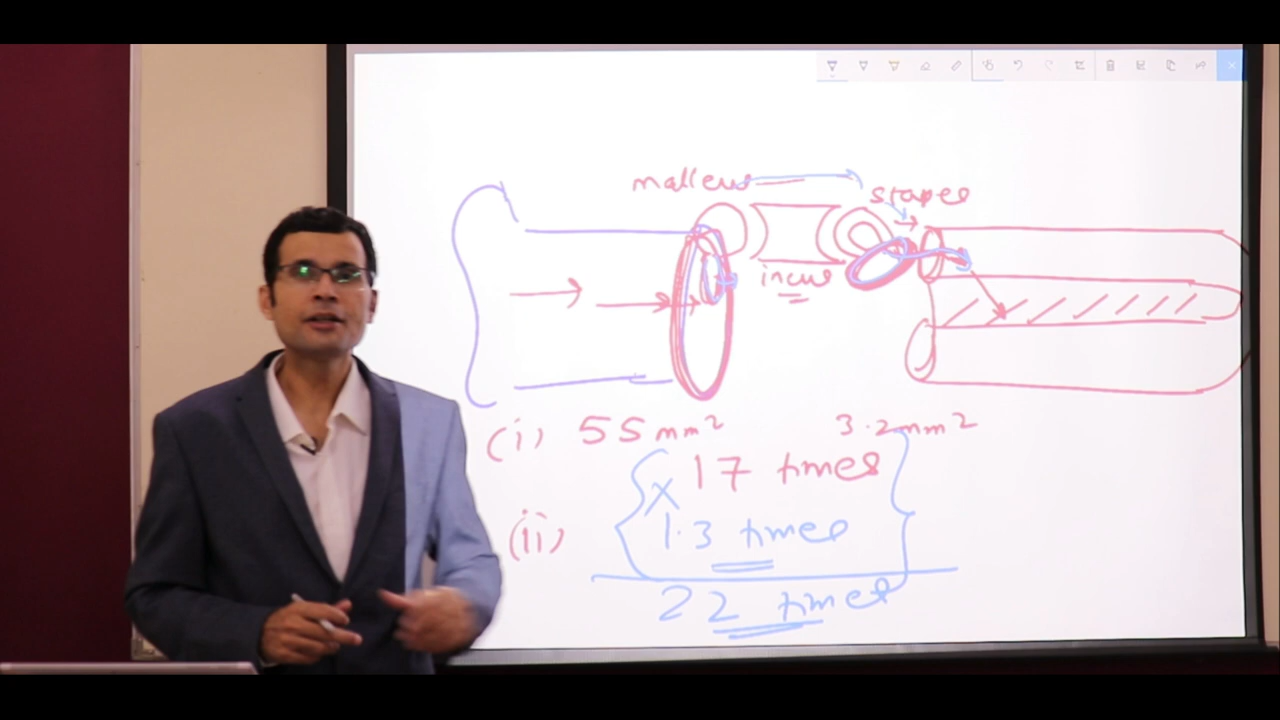 malleus
stapes
incus
(i) 55 mm² 3.2 mm²
x 17 times
(ii) 1.3 times
22 times